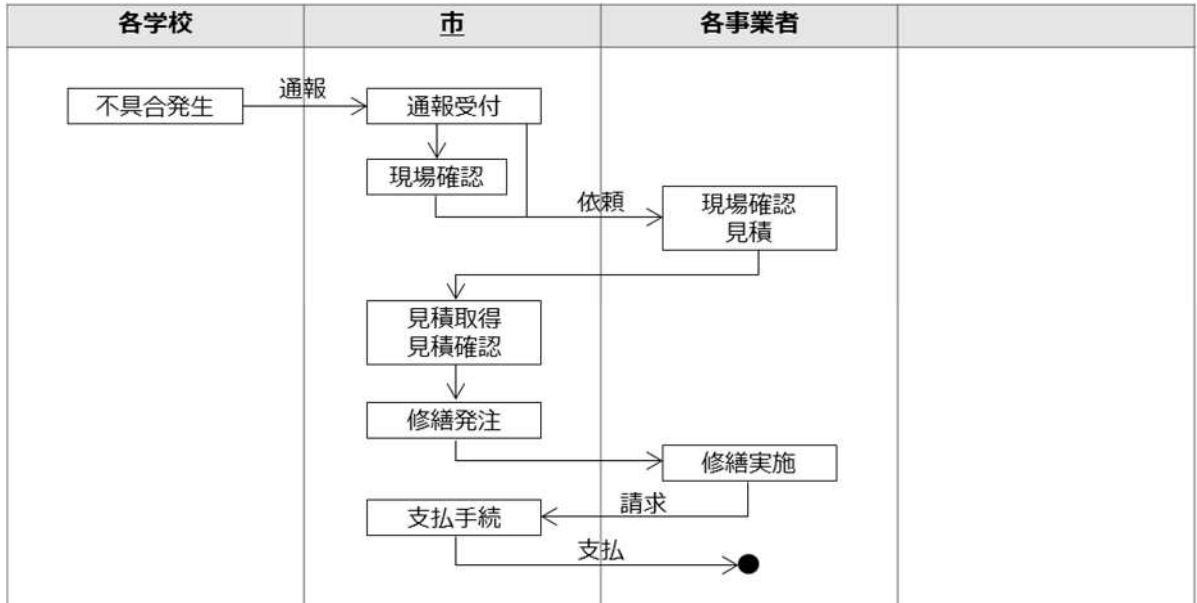 各学校
市
各事業者
不具合発生
通報
通報受付
現場確認
依頼
現場確認
見積
見積取得
見積確認
修繕発注
修繕実施
請求
支払手続
支払